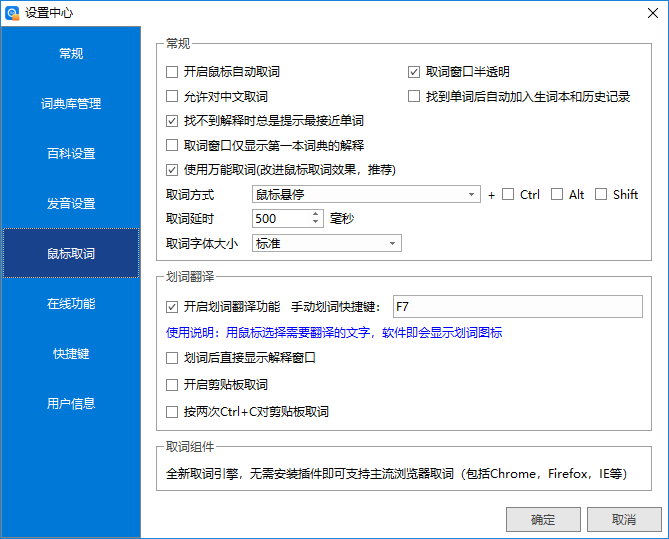 设置中心
常规
词典库管理
百科设置
发音设置
鼠标取词
在线功能
快捷键
用户信息
常规
开启鼠标自动取词
取词窗口半透明
允许对中文取词
找到单词后自动加入生词本和历史记录
找不到解释时总是提示最接近单词
取词窗口仅显示第一本词典的解释
使用万能取词(改进鼠标取词效果，推荐)
取词方式 鼠标悬停 + Ctrl Alt Shift
取词延时 500 毫秒
取词字体大小 标准
划词翻译
开启划词翻译功能 手动划词快捷键： F7
使用说明：用鼠标选择需要翻译的文字，软件即会显示划词图标
划词后直接显示解释窗口
开启剪贴板取词
按两次Ctrl+C对剪贴板取词
取词组件
全新取词引擎，无需安装插件即可支持主流浏览器取词（包括Chrome，Firefox，IE等）
确定 取消